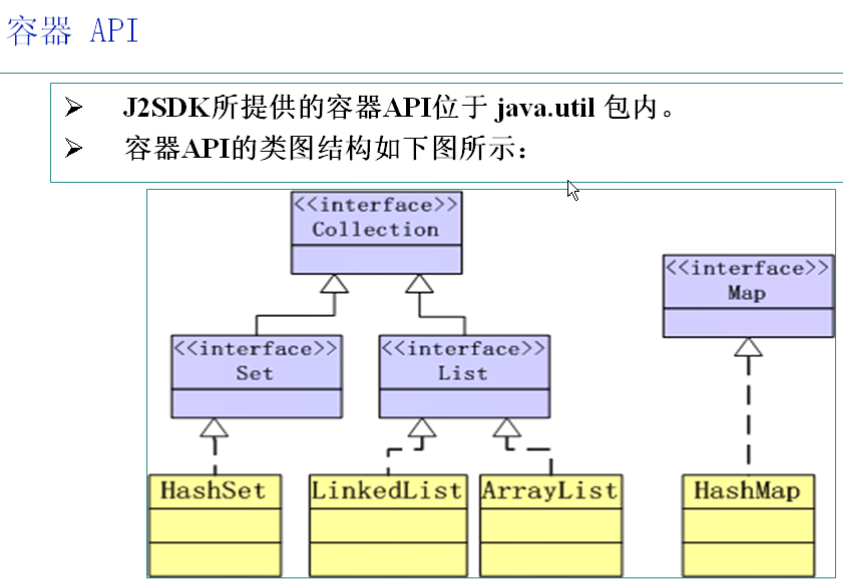 容器 API
➢ J2SDK所提供的容器API位于 java.util 包内。
➢ 容器API的类图结构如下图所示：
<<interface>>
Collection
<<interface>>
Map
<<interface>>
Set
<<interface>>
List
HashSet
LinkedList
ArrayList
HashMap